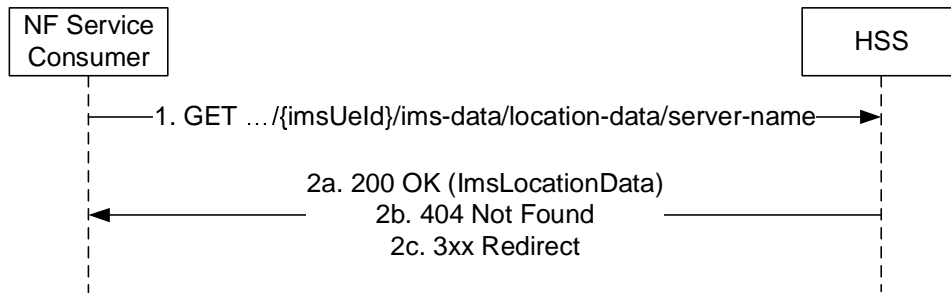 NF Service
Consumer
HSS
1. GET …/{imsUeId}/ims-data/location-data/server-name
2a. 200 OK (ImsLocationData)
2b. 404 Not Found
2c. 3xx Redirect